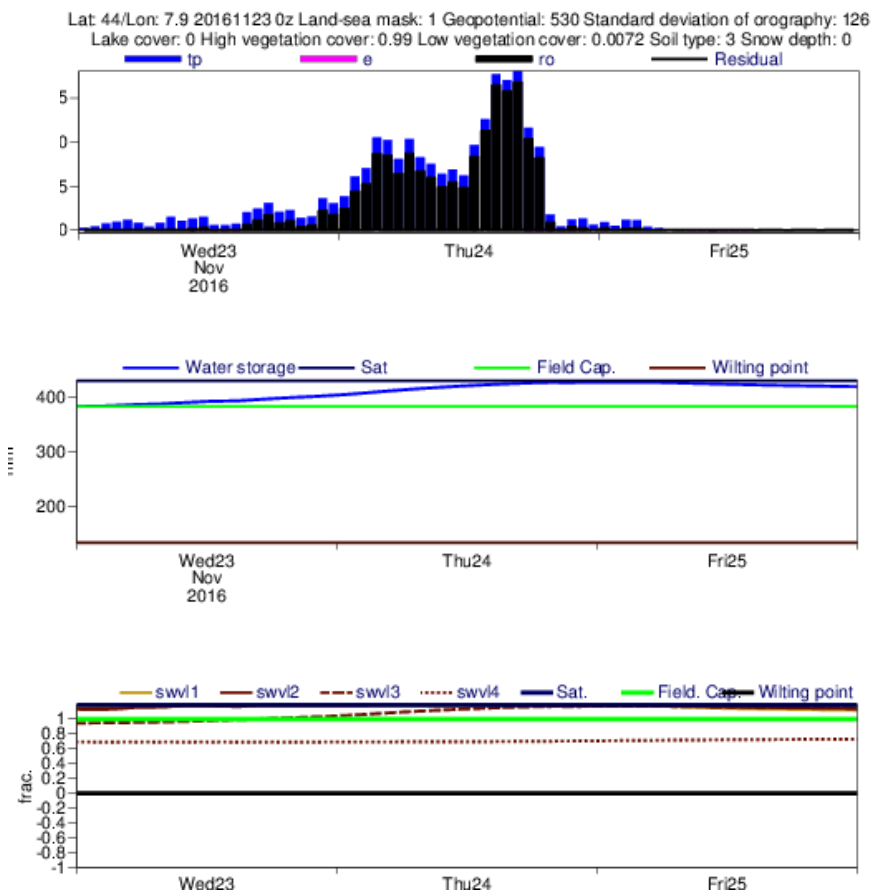 Lat: 44/Lon: 7.9 20161123 0z Land-sea mask: 1 Geopotential: 530 Standard deviation of orography: 126
Lake cover: 0 High vegetation cover: 0.99 Low vegetation cover: 0.0072 Soil type: 3 Snow depth: 0
tp e ro Residual
5
0
5
0
Wed23 Thu24 Fri25
Nov
2016
Water storage Sat Field Cap. Wilting point
400
300
200
Wed23 Thu24 Fri25
Nov
2016
swvl1 swvl2 swvl3 swvl4 Sat. Field. Cap. Wilting point
1
0.8
0.6
0.4
0.2
0
-0.2
-0.4
-0.6
-0.8
-1
frac.
Wed23 Thu24 Fri25